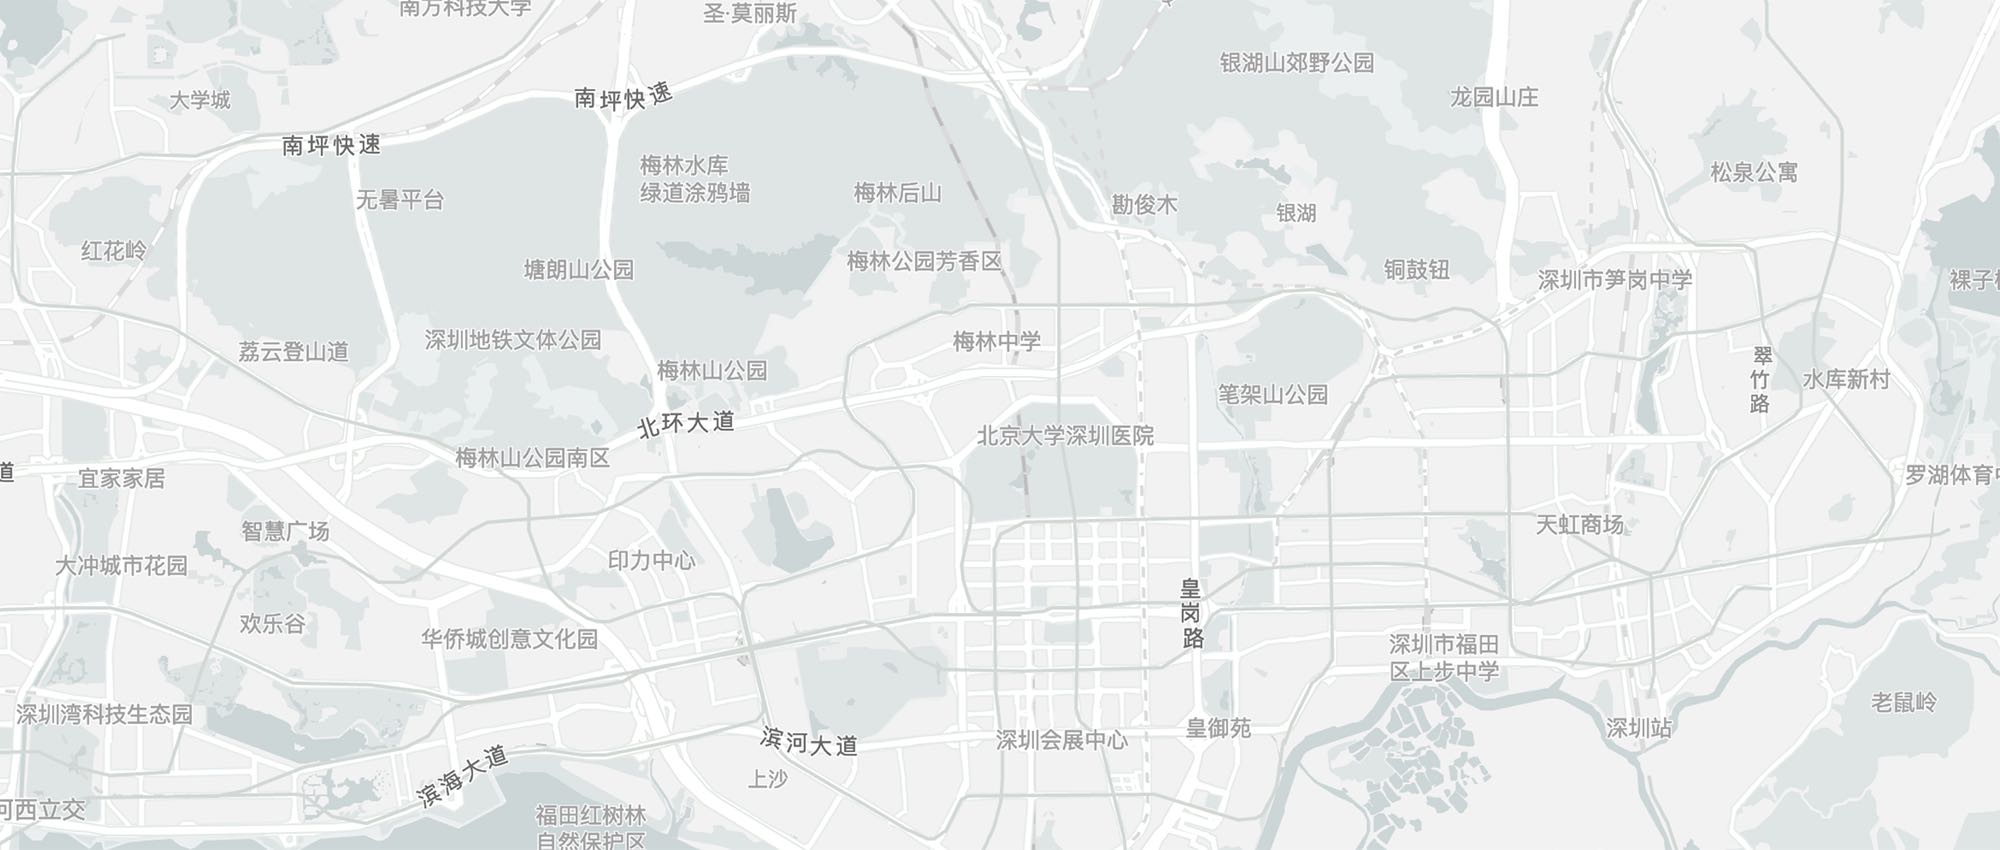 南方科技大学
圣·莫丽斯
银湖山郊野公园
龙园山庄
大学城
南坪快速
南坪快速
松泉公寓
梅林水库
绿道涂鸦墙
梅林后山
无暑平台
勘俊木
银湖
红花岭
塘朗山公园
梅林公园芳香区
铜鼓钮
深圳市笋岗中学
深圳地铁文体公园
荔云登山道
梅林中学
梅林山公园
翠竹路
水库新村
笔架山公园
北环大道
北京大学深圳医院
梅林山公园南区
道
宜家家居
罗湖体育中
智慧广场
天虹商场
大冲城市花园
印力中心
皇岗路
欢乐谷
华侨城创意文化园
深圳市福田
区上步中学
深圳湾科技生态园
老鼠岭
深圳站
皇御苑
滨河大道
深圳会展中心
滨海大道
上沙
河西立交
福田红树林
自然保护区